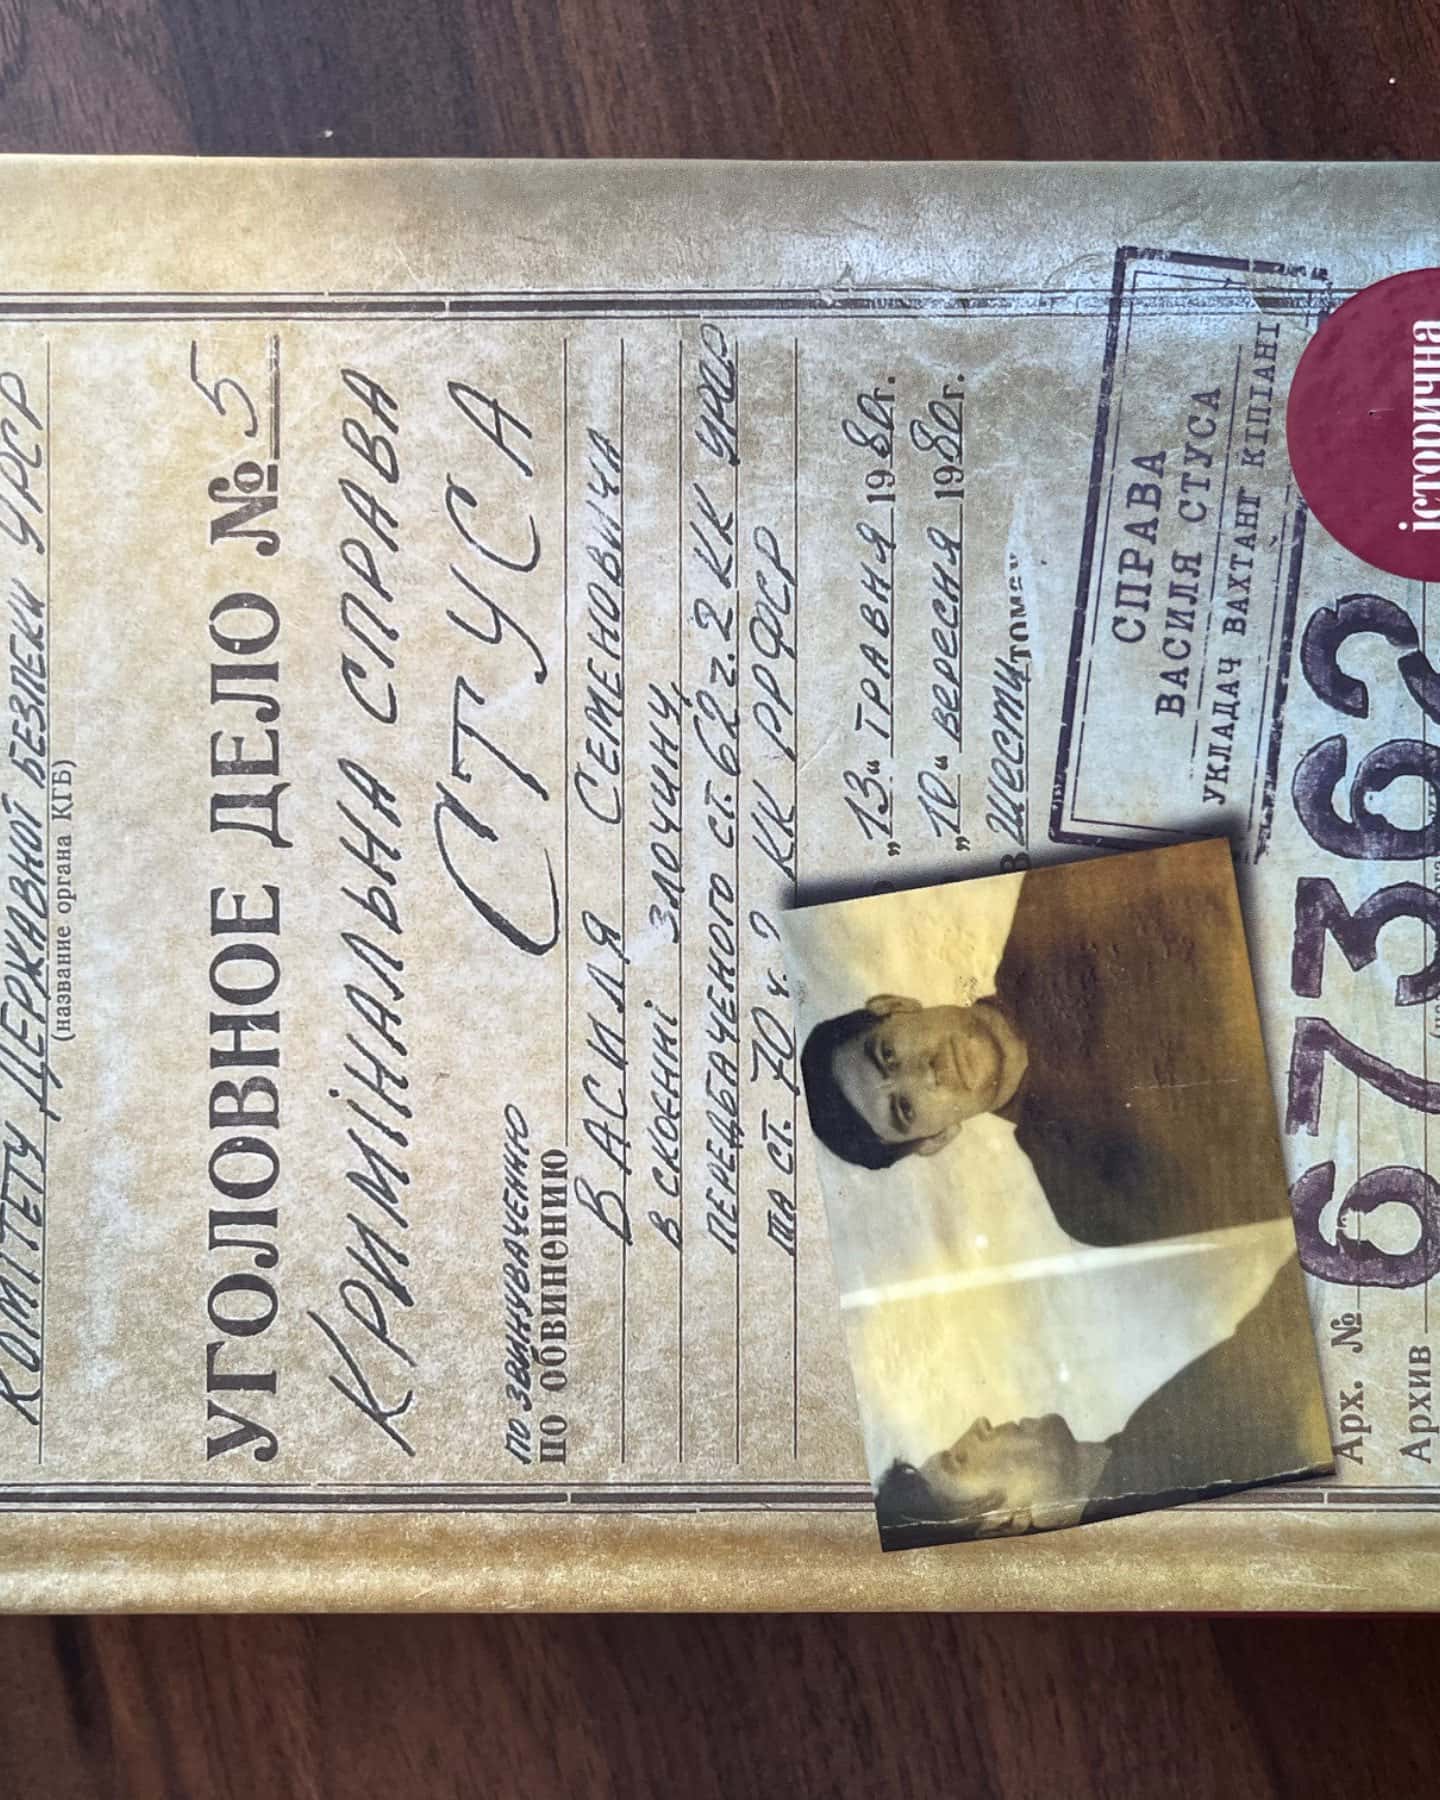 КОМІТЕТУ ДЕРЖАВНОЇ БЕЗПЕКИ УРСР
(название органа КГБ)
УГОЛОВНОЕ ДЕЛО № 5
КРИМІНАЛЬНА СПРАВА
СТУСА
ПО ЗВИНУВАЧЕННЮ
по обвинению
ВАСИЛЯ СЕМЕНОВИЧА
В СКОЄННІ ЗЛОЧИНУ,
ПЕРЕДБАЧЕНОГО СТ. 62 ч. 2 КК УРСР
ТА СТ. 70 ч. 2 КК РРФСР
„13“ ТРАВНЯ 1980 г.
„10“ ВЕРЕСНЯ 1980 г.
В шести томах
СПРАВА
ВАСИЛЯ СТУСА
УКЛАДАЧ ВАХТАНГ КІПІАНІ
історична
Арх. № 67362
Архив